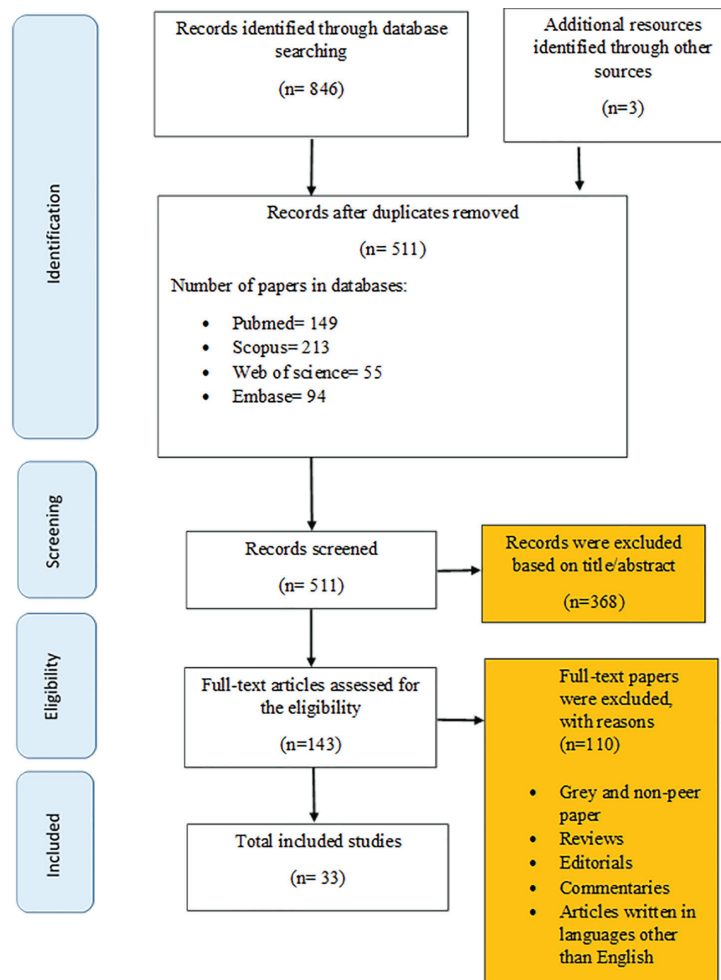 Identification
Records identified through database
searching
(n= 846)
Additional resources
identified through other
sources
(n=3)
Records after duplicates removed
(n= 511)
Number of papers in databases:
• Pubmed= 149
• Scopus= 213
• Web of science= 55
• Embase= 94
Screening
Records screened
(n= 511)
Records were excluded
based on title/abstract
(n=368)
Eligibility
Full-text articles assessed for
the eligibility
(n=143)
Full-text papers
were excluded,
with reasons
(n=110)
• Grey and non-peer
paper
• Reviews
• Editorials
• Commentaries
• Articles written in
languages other
than English
Included
Total included studies
(n= 33)